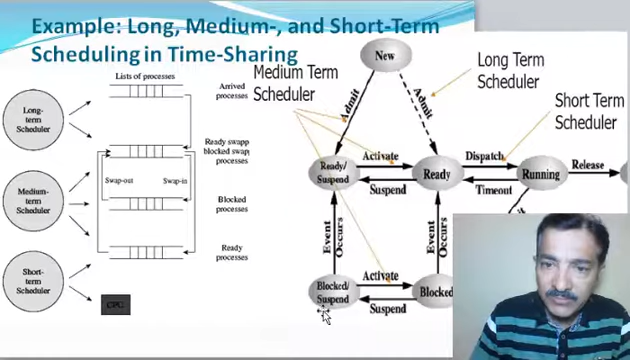 Example: Long, Medium-, and Short-Term
Scheduling in Time-Sharing
Lists of processes
Long-
term
Scheduler
Arrived
processes
Ready swapp
blocked swap
processes
Medium-
term
Scheduler
Swap-out
Swap-in
Blocked
processes
Short-
term
Scheduler
Ready
processes
CPU
Medium Term
Scheduler
New
Long Term
Scheduler
Short Term
Scheduler
Admit
Admit
Ready/
Suspend
Activate
Suspend
Ready
Dispatch
Timeout
Running
Release
Event
Occurs
Event
Occurs
Blocked/
Suspend
Activate
Suspend
Blocked